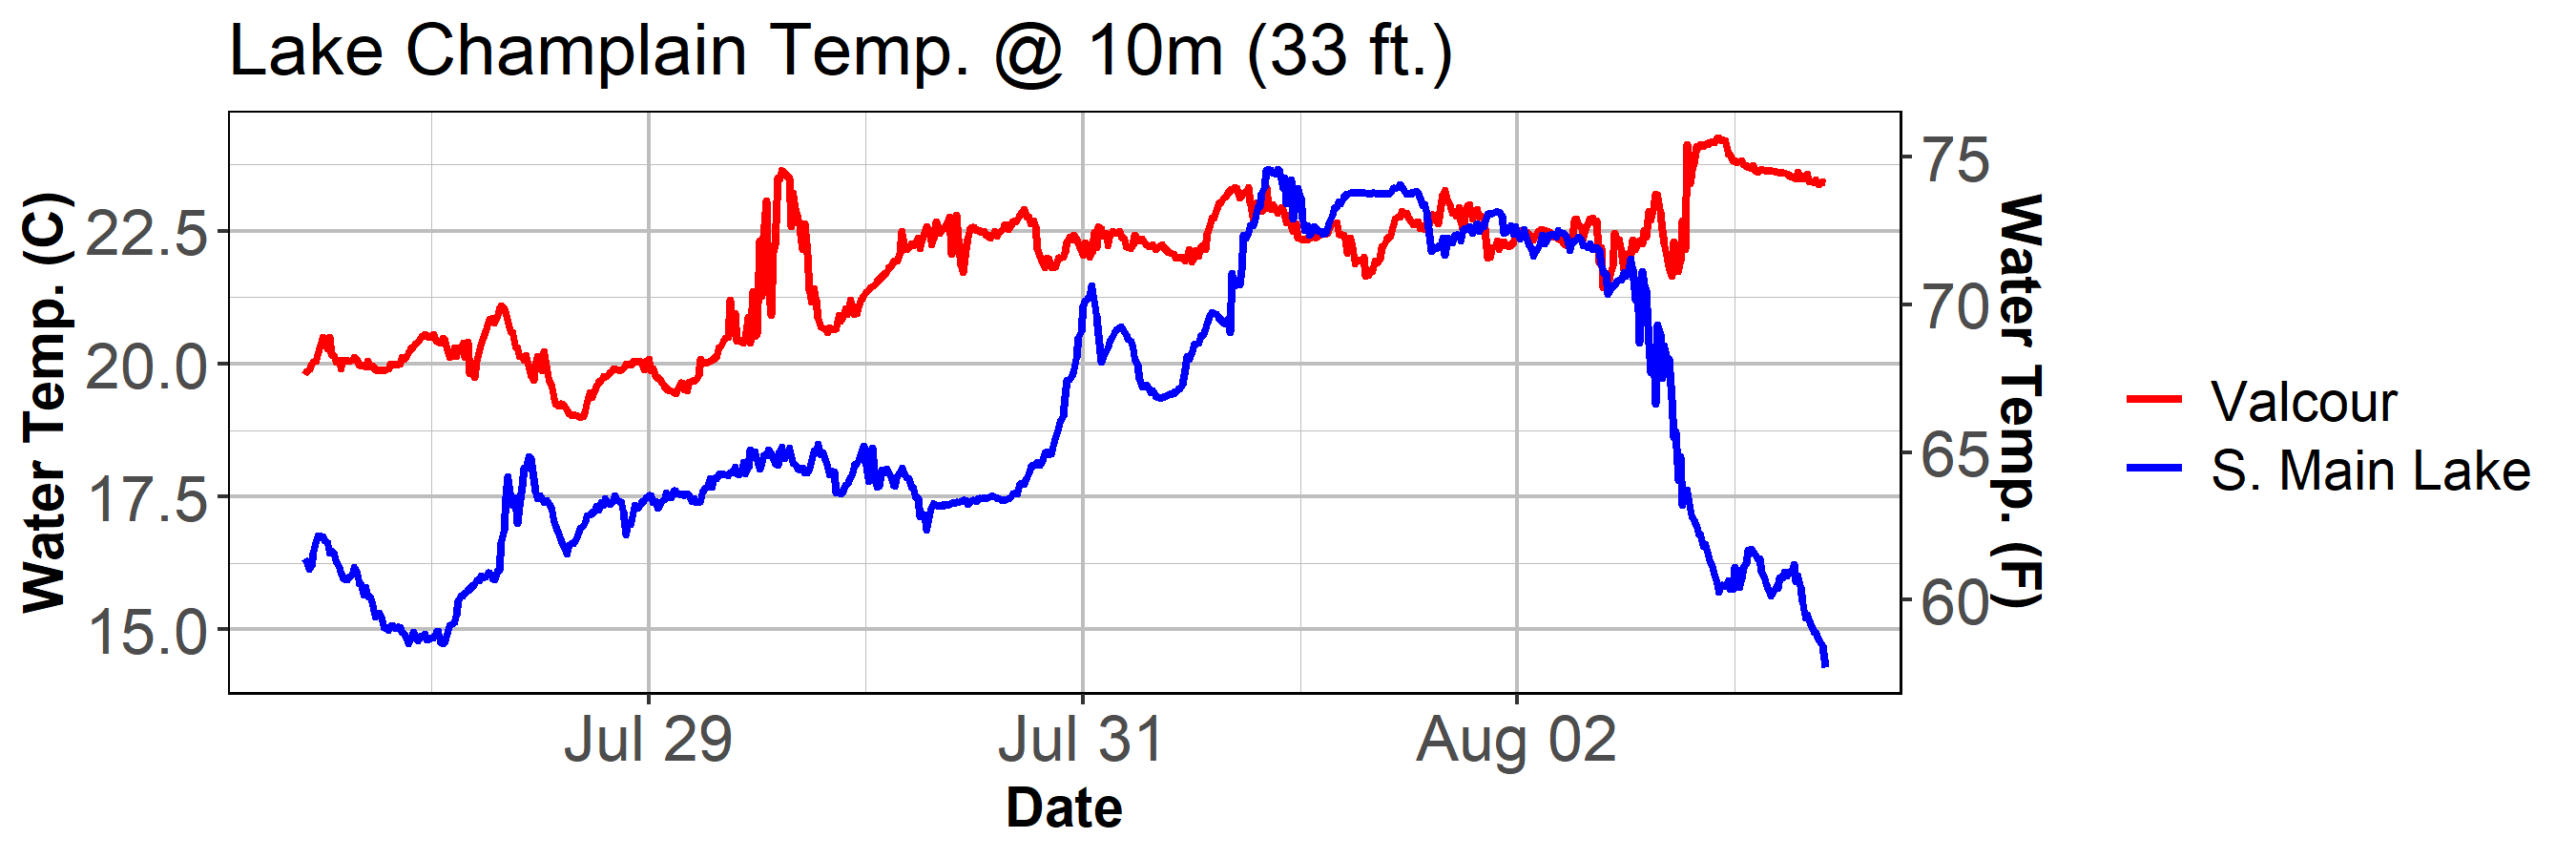 Lake Champlain Temp. @ 10m (33 ft.)
Water Temp. (C)
22.5
20.0
17.5
15.0
75
70
65
60
Water Temp. (F)
Jul 29
Jul 31
Aug 02
Date
Valcour
S. Main Lake